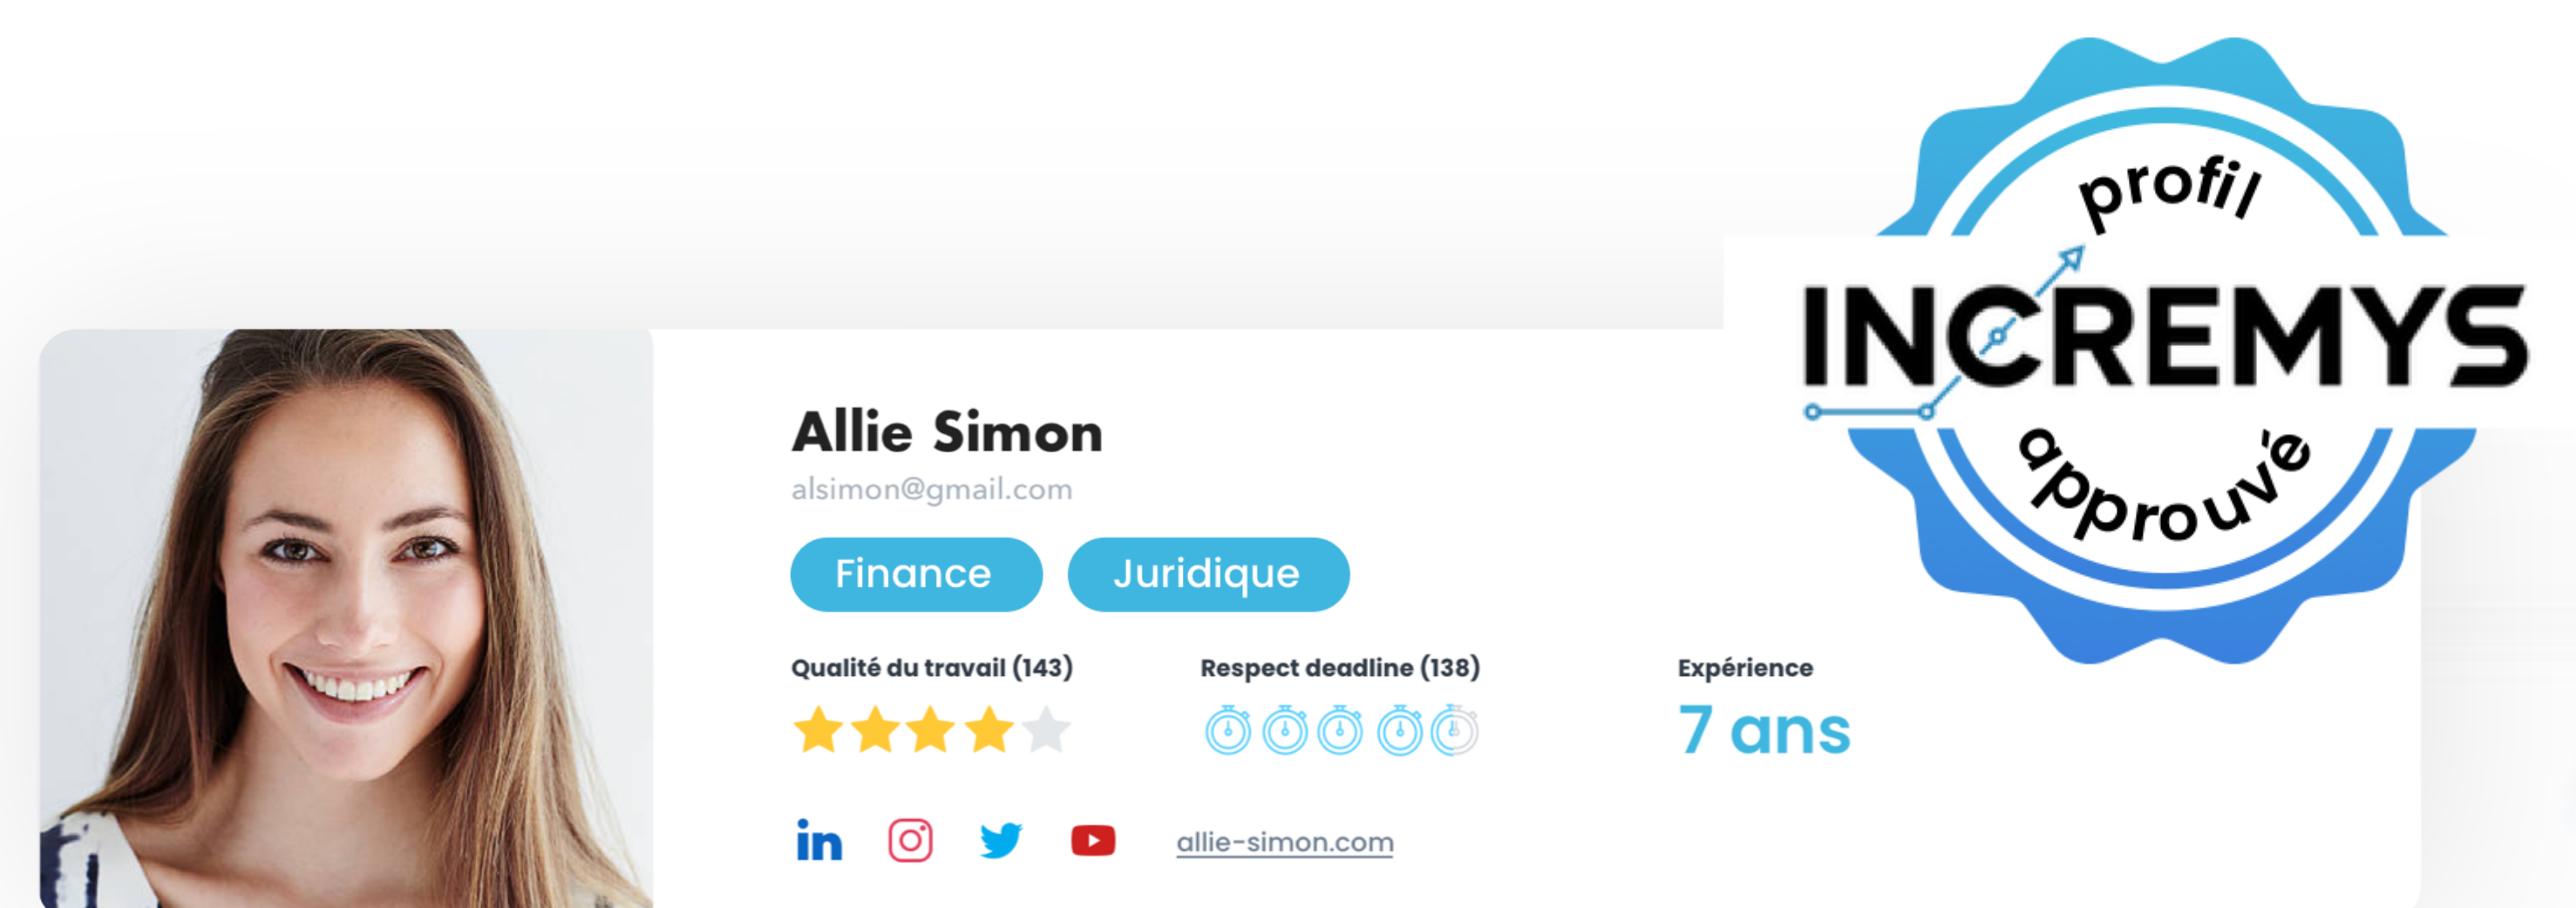 profil
INCREMYS
approuvé
Allie Simon
alsimon@gmail.com
Finance Juridique
Qualité du travail (143) Respect deadline (138) Expérience
7 ans
in allie-simon.com